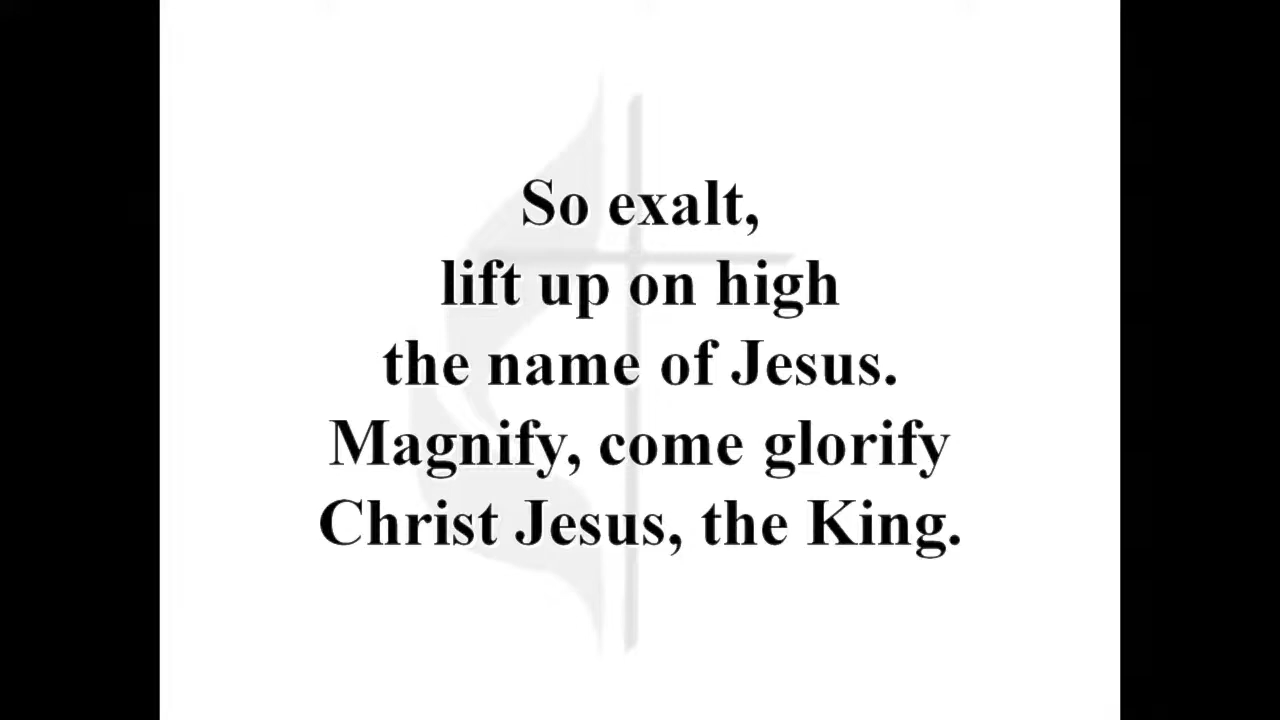 So exalt,
lift up on high
the name of Jesus.
Magnify, come glorify
Christ Jesus, the King.